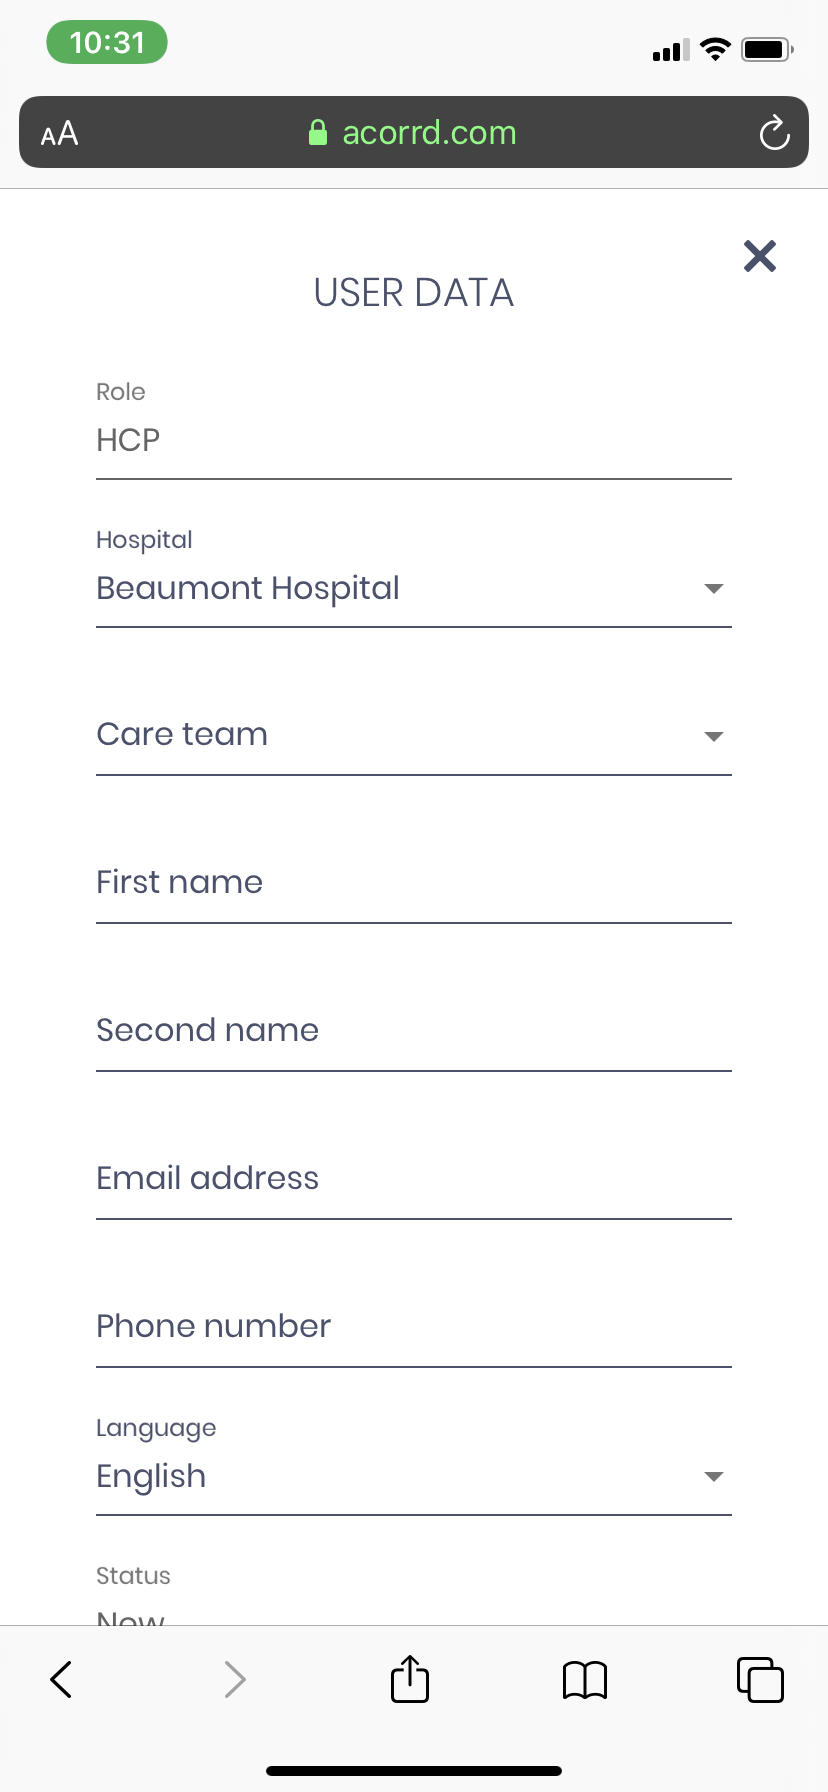 10:31
AA acorrd.com
USER DATA
Role
HCP
Hospital
Beaumont Hospital
Care team
First name
Second name
Email address
Phone number
Language
English
Status
New